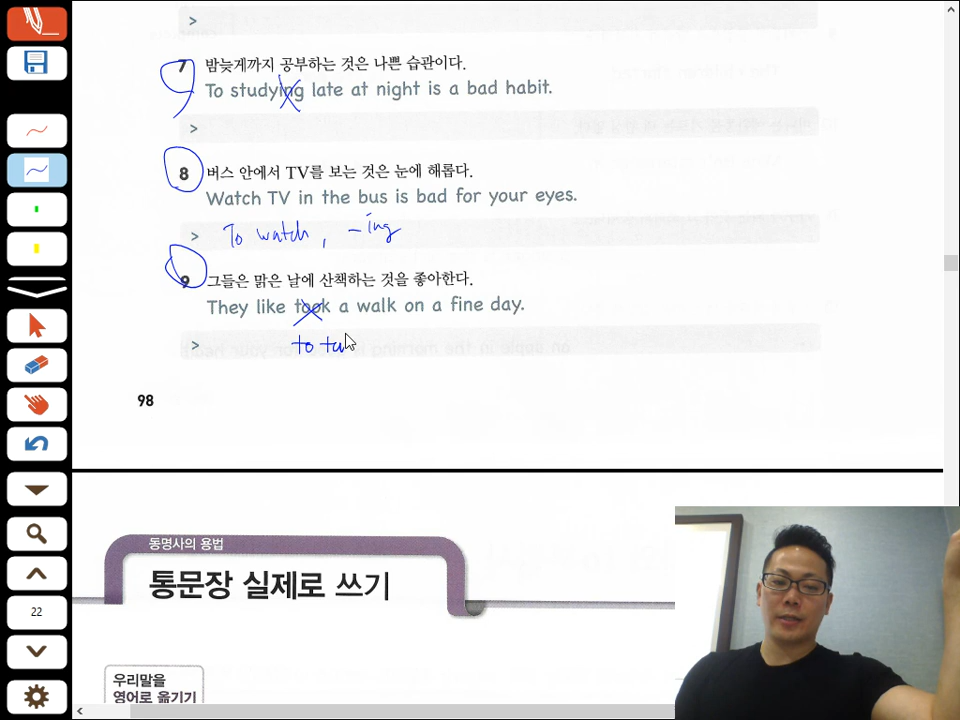 >
7 밤늦게까지 공부하는 것은 나쁜 습관이다.
To studying late at night is a bad habit.
>
8 버스 안에서 TV를 보는 것은 눈에 해롭다.
Watch TV in the bus is bad for your eyes.
> To watch, -ing
9 그들은 맑은 날에 산책하는 것을 좋아한다.
They like took a walk on a fine day.
> to
98
동명사의 용법
통문장 실제로 쓰기
22
우리말을
영어로 옮기기